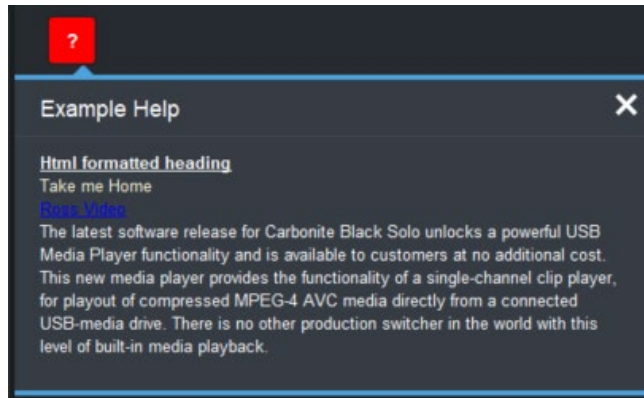 ?
Example Help
Html formatted heading
Take me Home
Ross Video
The latest software release for Carbonite Black Solo unlocks a powerful USB
Media Player functionality and is available to customers at no additional cost.
This new media player provides the functionality of a single-channel clip player,
for playout of compressed MPEG-4 AVC media directly from a connected
USB-media drive. There is no other production switcher in the world with this
level of built-in media playback.